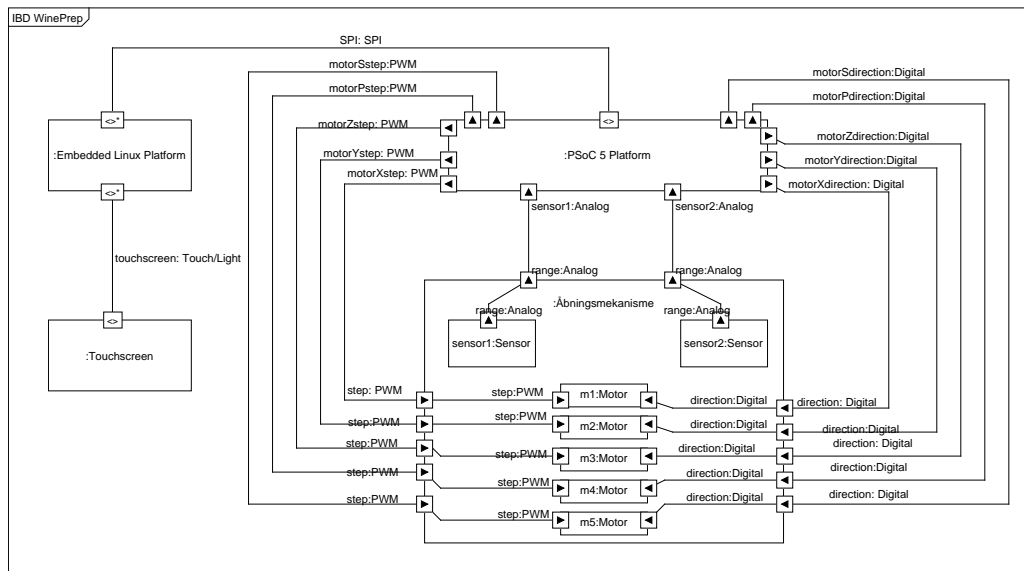 IBD WinePrep
SPI: SPI
motorSstep:PWM
motorSdirection:Digital
motorPstep:PWM
motorPdirection:Digital
<>*
<>
motorZstep: PWM
motorZdirection:Digital
:Embedded Linux Platform
:PSoC 5 Platform
motorYstep: PWM
motorYdirection:Digital
motorXstep: PWM
motorXdirection: Digital
<>*
sensor1:Analog
sensor2:Analog
touchscreen: Touch/Light
range:Analog
range:Analog
:Åbningsmekanisme
range:Analog
range:Analog
<>
sensor1:Sensor
sensor2:Sensor
:Touchscreen
step: PWM
step:PWM
m1:Motor
direction:Digital
direction: Digital
step:PWM
step:PWM
m2:Motor
direction:Digital
direction:Digital
step:PWM
step:PWM
m3:Motor
direction:Digital
direction: Digital
step:PWM
step:PWM
m4:Motor
direction:Digital
direction:Digital
step:PWM
step:PWM
m5:Motor
direction:Digital
direction: Digital